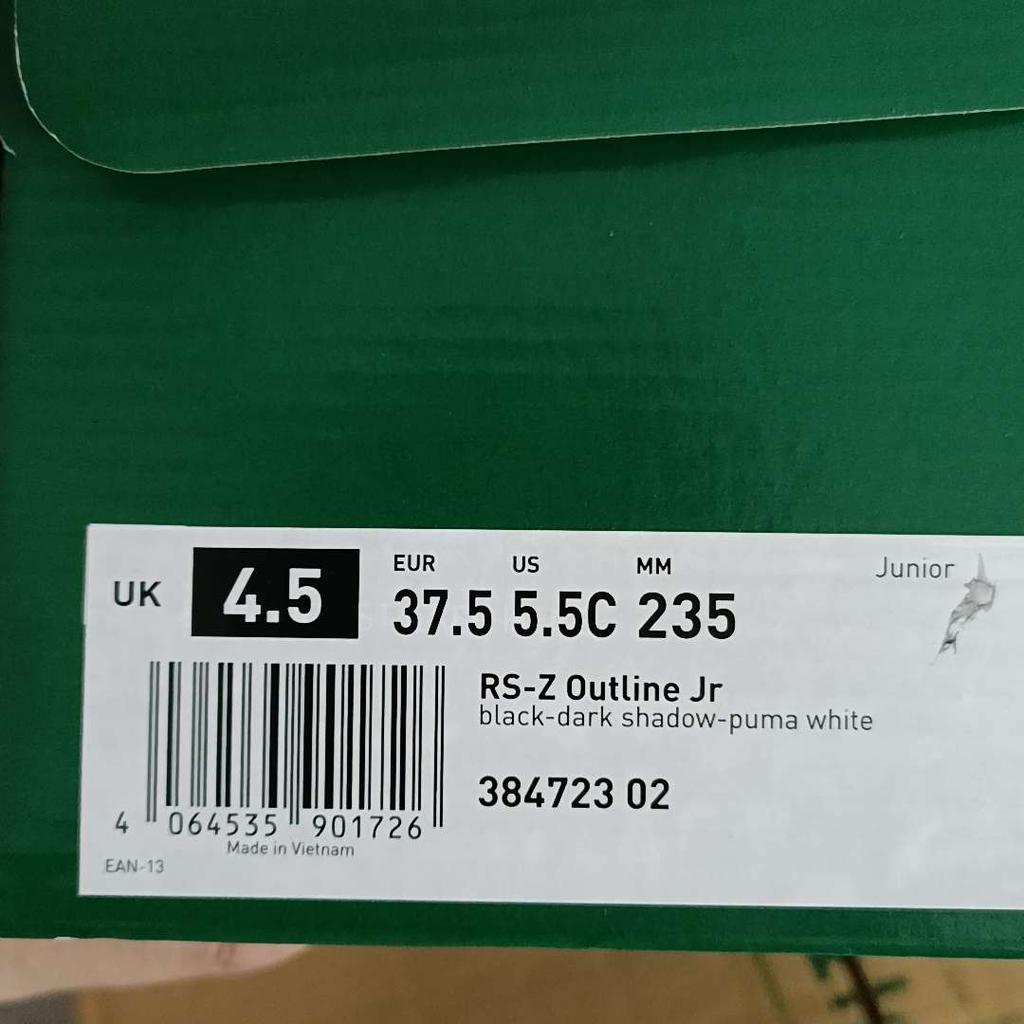 EUR US MM Junior
UK 4.5 37.5 5.5C 235
RS-Z Outline Jr
black-dark shadow-puma white
384723 02
4 064535 901726
Made in Vietnam
EAN-13